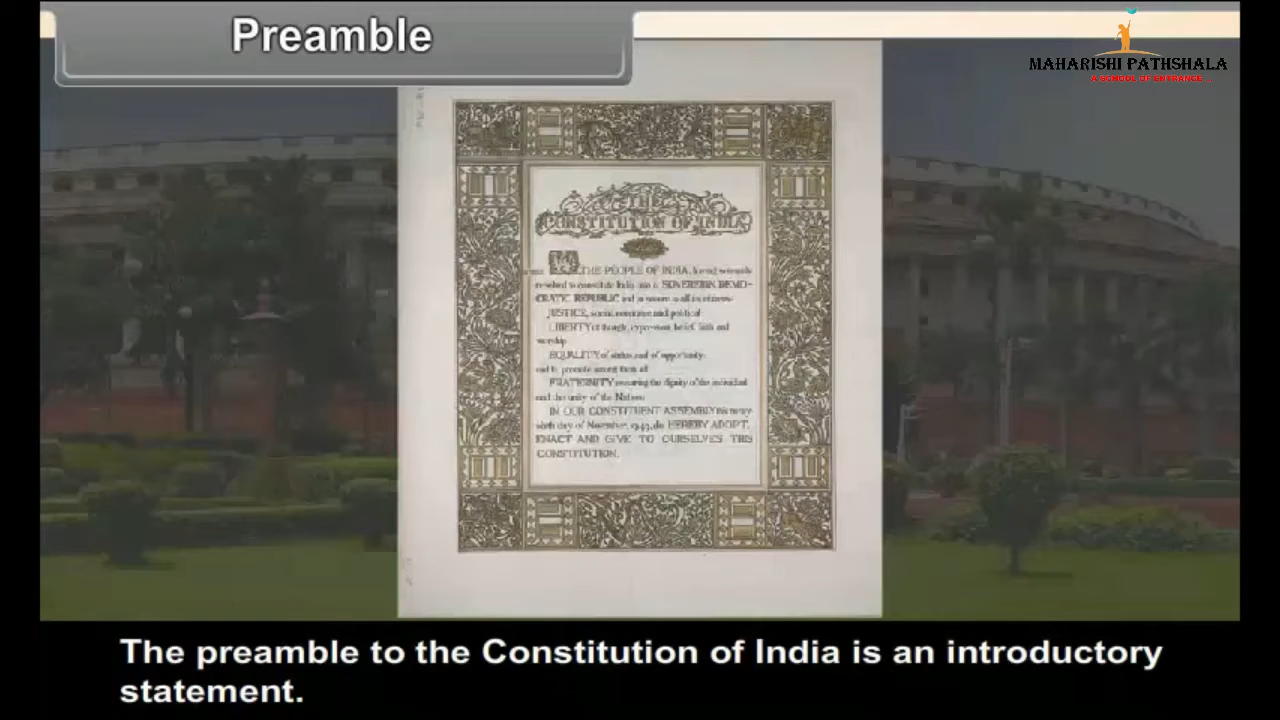 Preamble
MAHARISHI PATHSHALA
A SCHOOL OF ENTRANCE ...
THE
CONSTITUTION OF INDIA
WE, THE PEOPLE OF INDIA, having solemnly
resolved to constitute India into a SOVEREIGN DEMO-
CRATIC REPUBLIC and to secure to all its citizens:
JUSTICE, social, economic and political;
LIBERTY of thought, expression, belief, faith and
worship;
EQUALITY of status and of opportunity;
and to promote among them all
FRATERNITY assuring the dignity of the individual
and the unity of the Nation;
IN OUR CONSTITUENT ASSEMBLY this twenty-
sixth day of November, 1949, do HEREBY ADOPT,
ENACT AND GIVE TO OURSELVES THIS
CONSTITUTION.
The preamble to the Constitution of India is an introductory
statement.